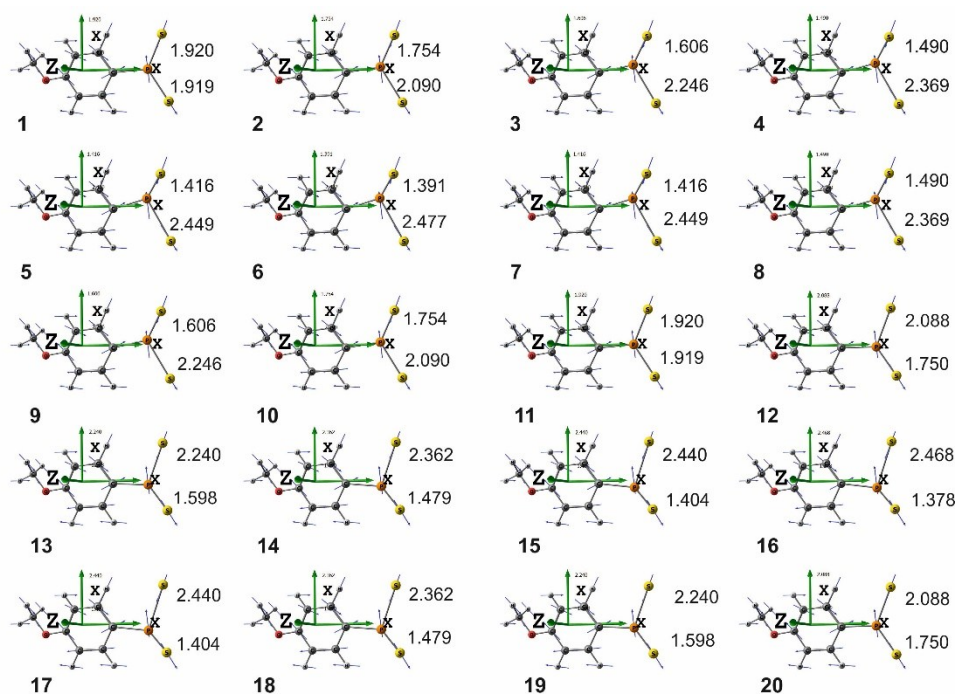 x
1.920
Z
x
1.919
1
x
1.754
Z
x
2.090
2
x
1.606
Z
x
2.246
3
x
1.490
Z
x
2.369
4
x
1.416
Z
x
2.449
5
x
1.391
Z
x
2.477
6
x
1.416
Z
x
2.449
7
x
1.490
Z
x
2.369
8
x
1.606
Z
x
2.246
9
x
1.754
Z
x
2.090
10
x
1.920
Z
x
1.919
11
x
2.088
Z
x
1.750
12
x
2.240
Z
x
1.598
13
x
2.362
Z
x
1.479
14
x
2.440
Z
x
1.404
15
x
2.468
Z
x
1.378
16
x
2.440
Z
x
1.404
17
x
2.362
Z
x
1.479
18
x
2.240
Z
x
1.598
19
x
2.088
Z
x
1.750
20